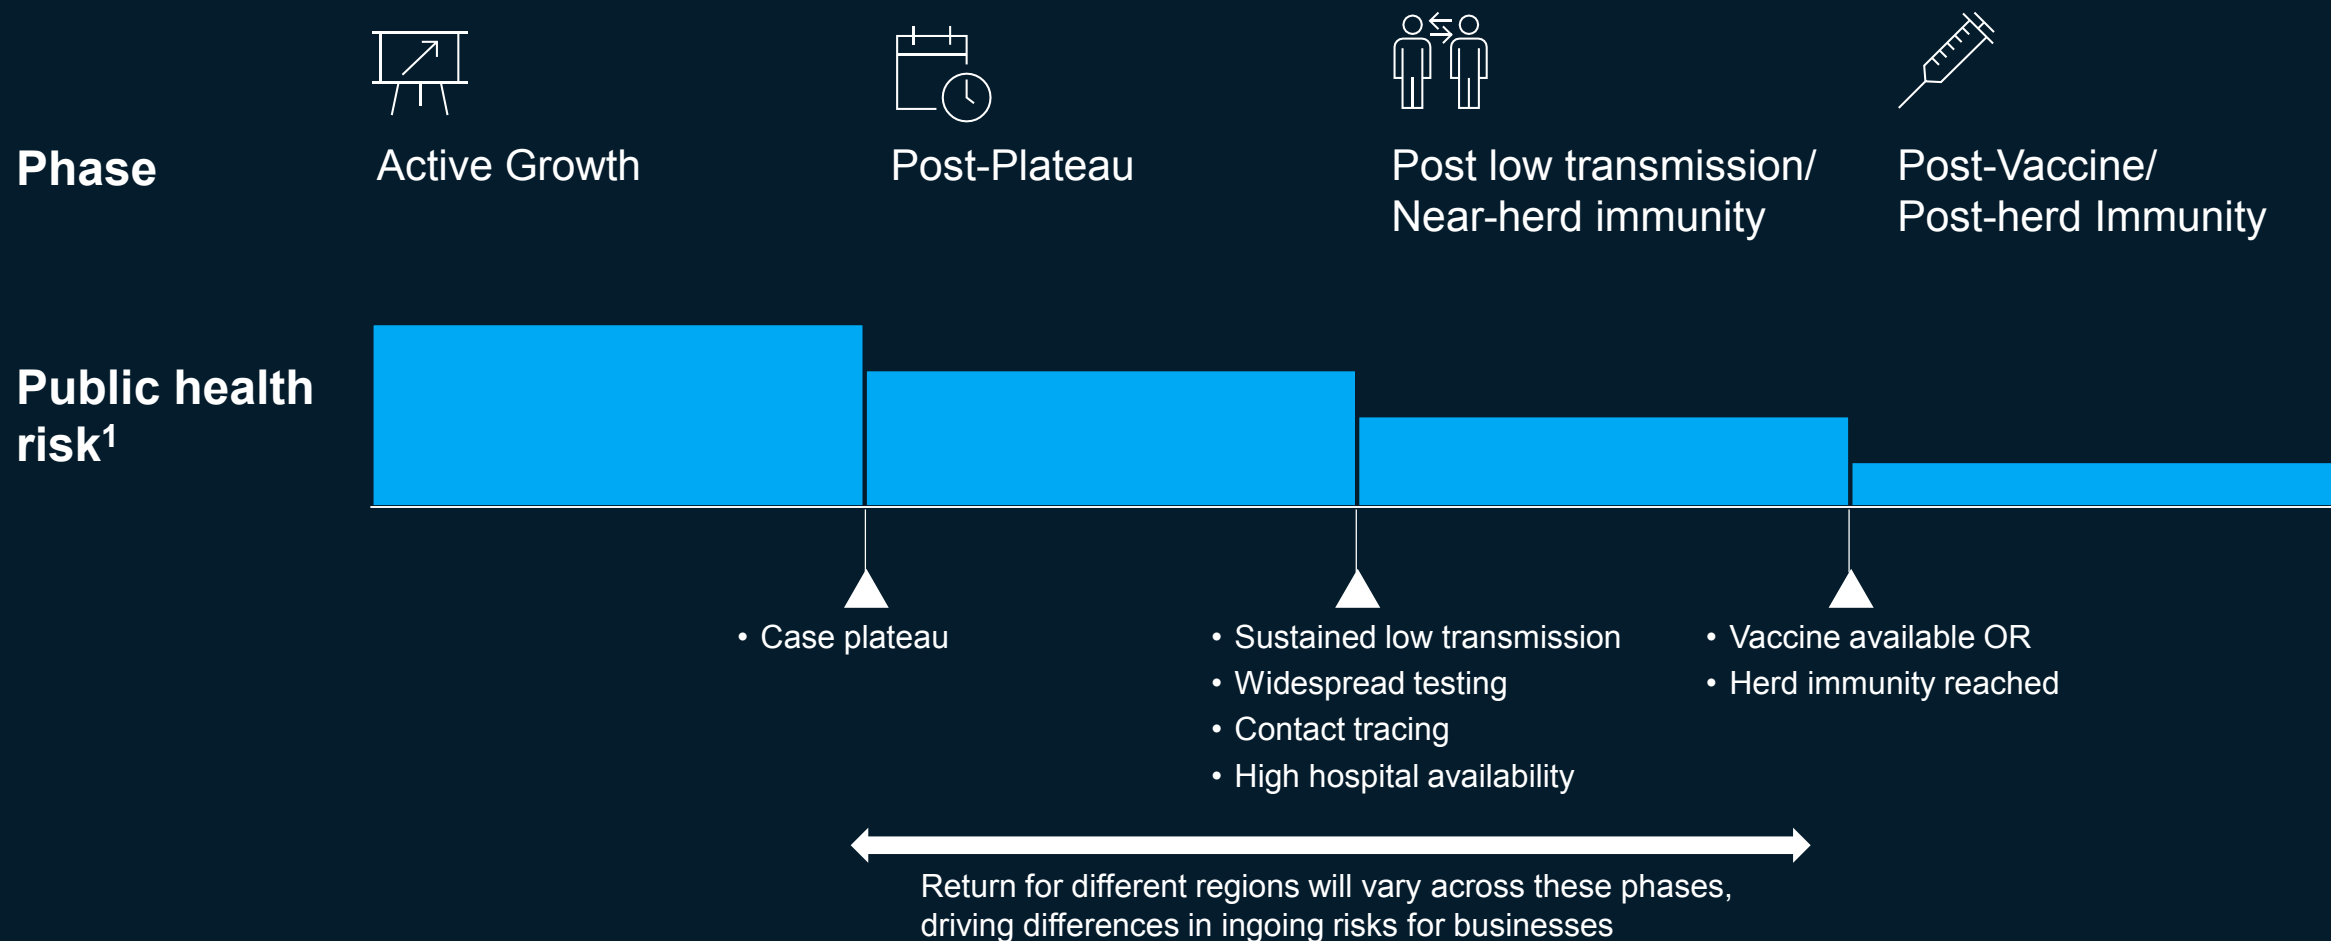 Phase
Active Growth
Post-Plateau
Post low transmission/
Near-herd immunity
Post-Vaccine/
Post-herd Immunity
Public health
risk¹
• Case plateau
• Sustained low transmission
• Widespread testing
• Contact tracing
• High hospital availability
• Vaccine available OR
• Herd immunity reached
Return for different regions will vary across these phases,
driving differences in ingoing risks for businesses